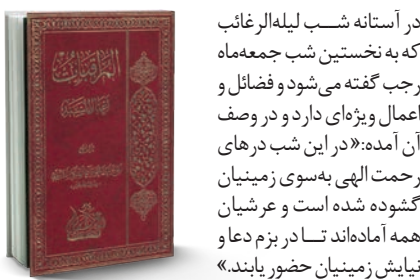 در آستانه شب لیله‌الرغائب
که به نخستین شب جمعه‌ماه
رجب گفته می‌شود و فضائل و
اعمال ویژه‌ای دارد و در وصف
آن آمده:«در این شب درهای
رحمت الهی به‌سوی زمینیان
گشوده شده است و عرشیان
همه آماده‌اند تا در بزم دعا و
نیایش زمینیان حضور یابند.»
المراقبات